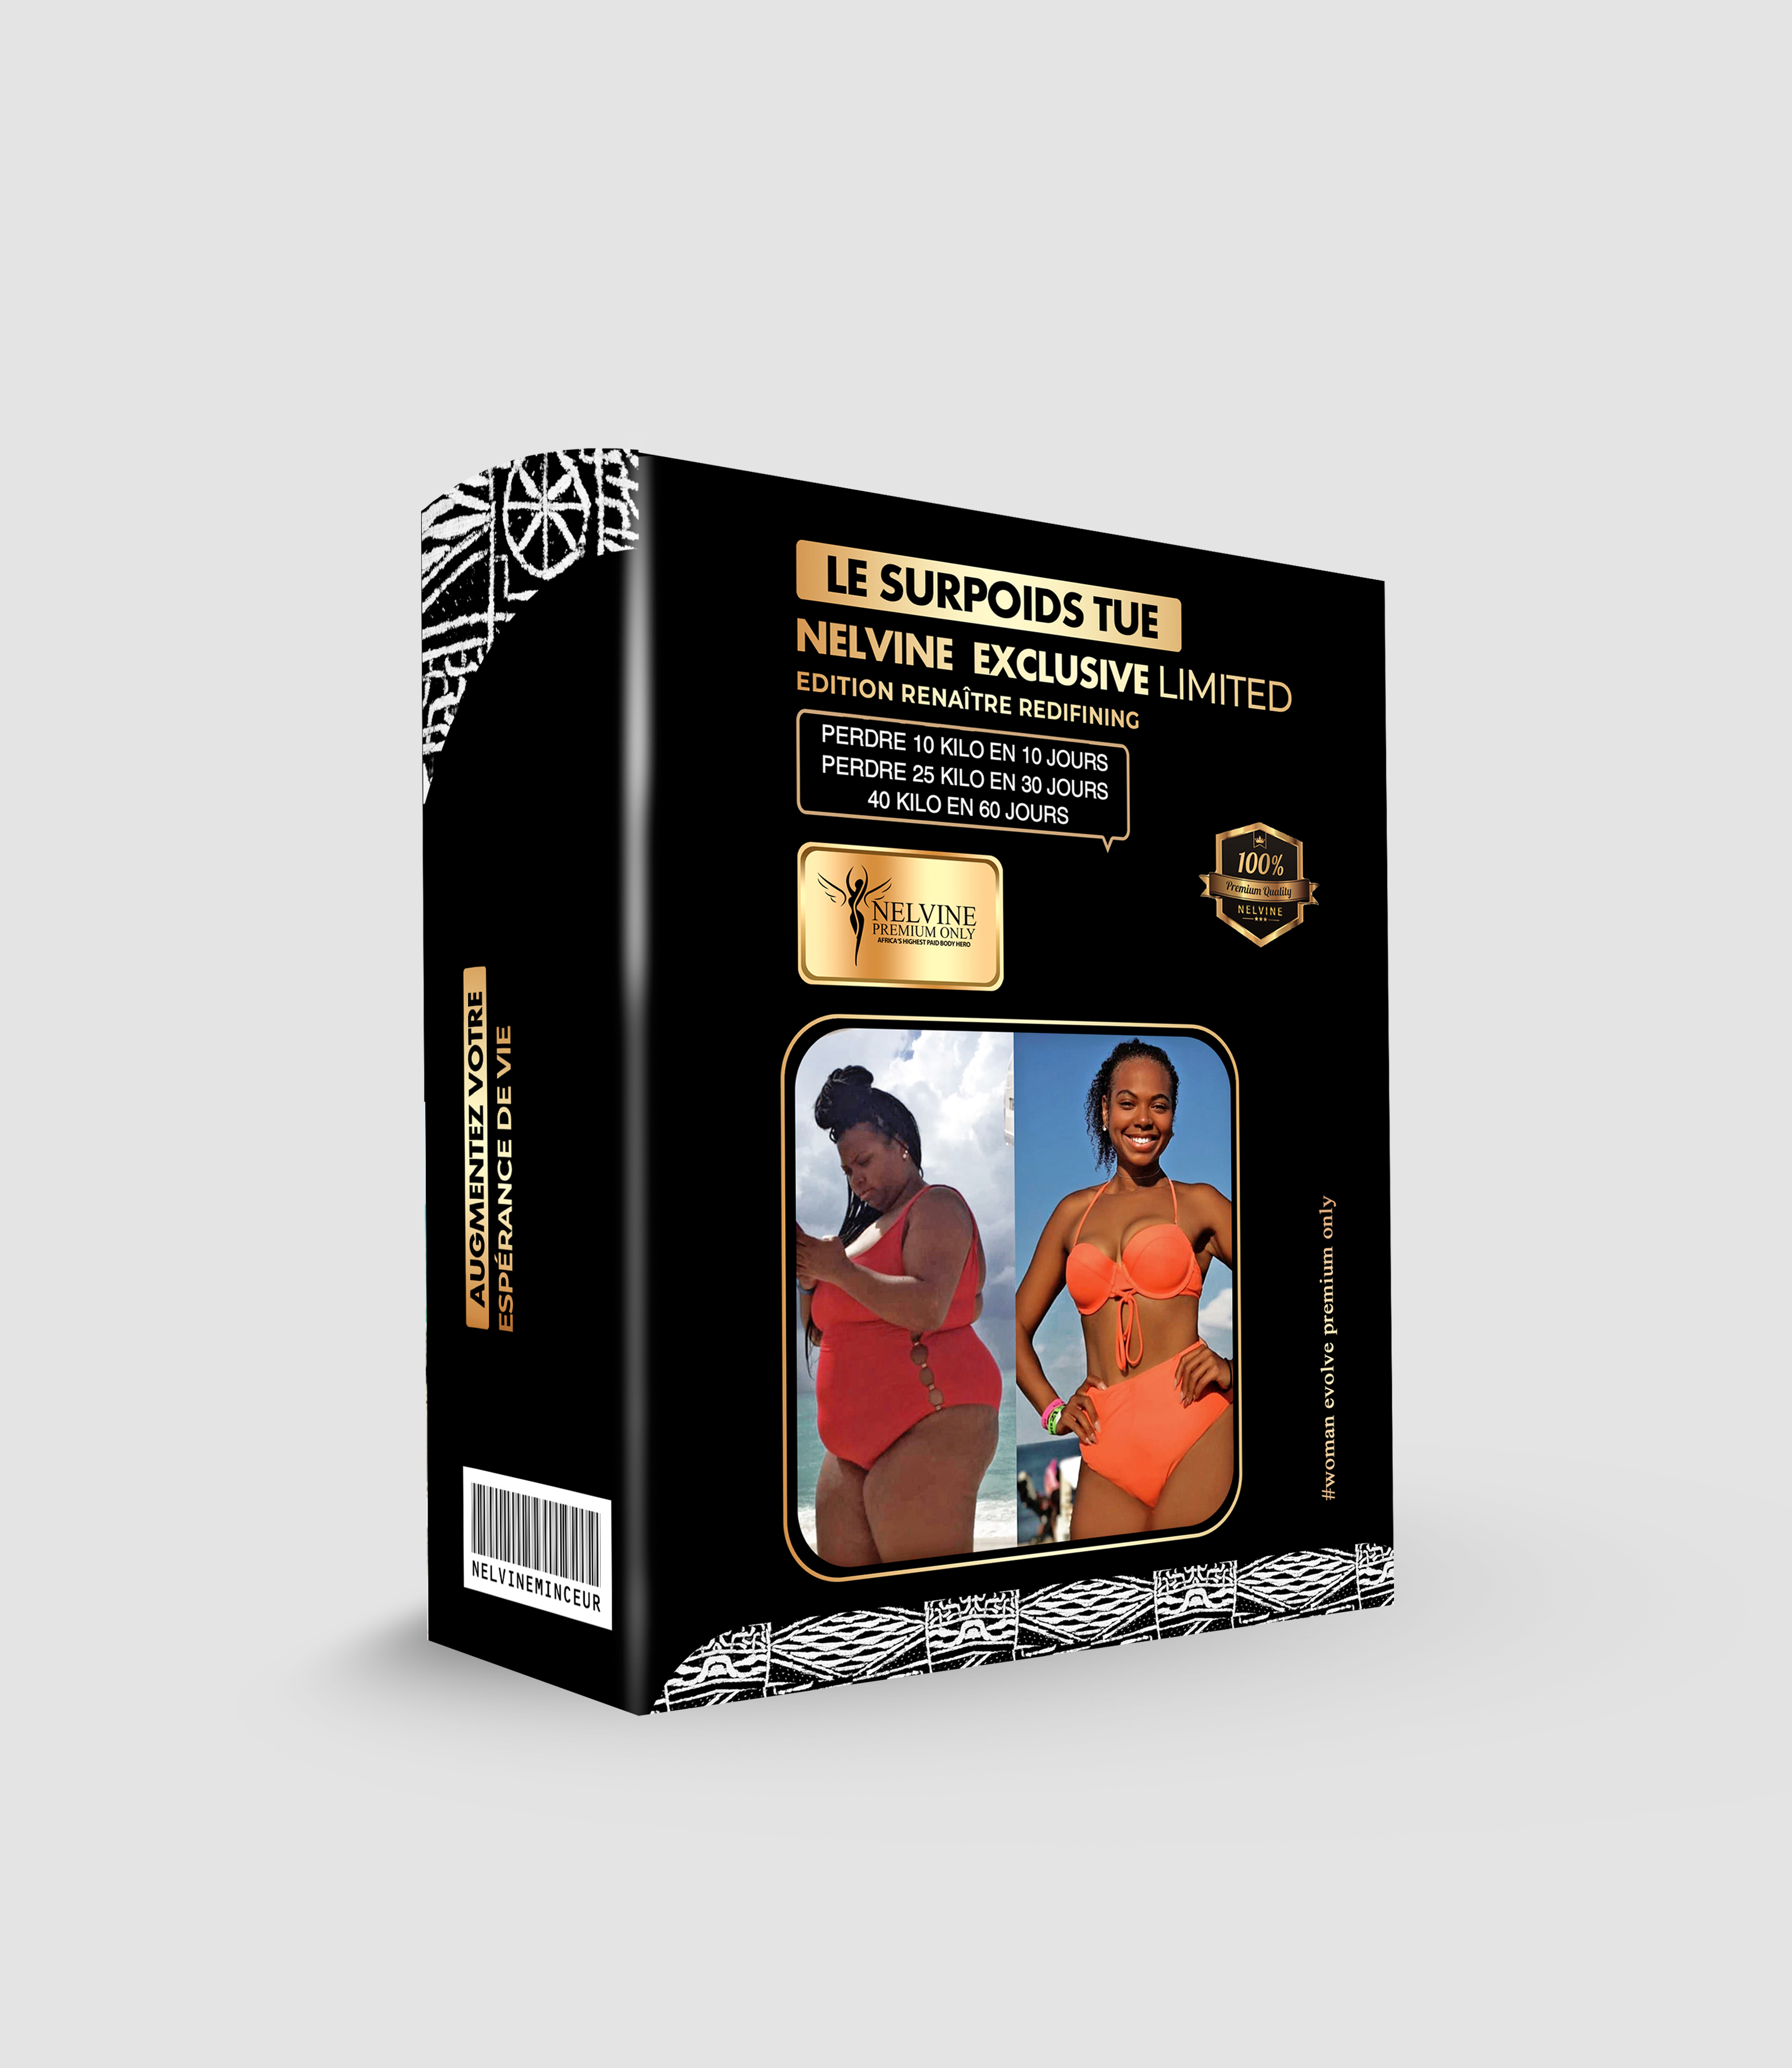 LE SURPOIDS TUE
NELVINE EXCLUSIVE LIMITED
EDITION RENAÎTRE REDIFINING
PERDRE 10 KILO EN 10 JOURS
PERDRE 25 KILO EN 30 JOURS
40 KILO EN 60 JOURS
NELVINE
PREMIUM ONLY
AFRICA'S HIGHEST PAID BODY HERO
100%
Premium Quality
NELVINE
#woman evolve premium only
AUGMENTEZ VOTRE
ESPÉRANCE DE VIE
NELVINEMINCEUR